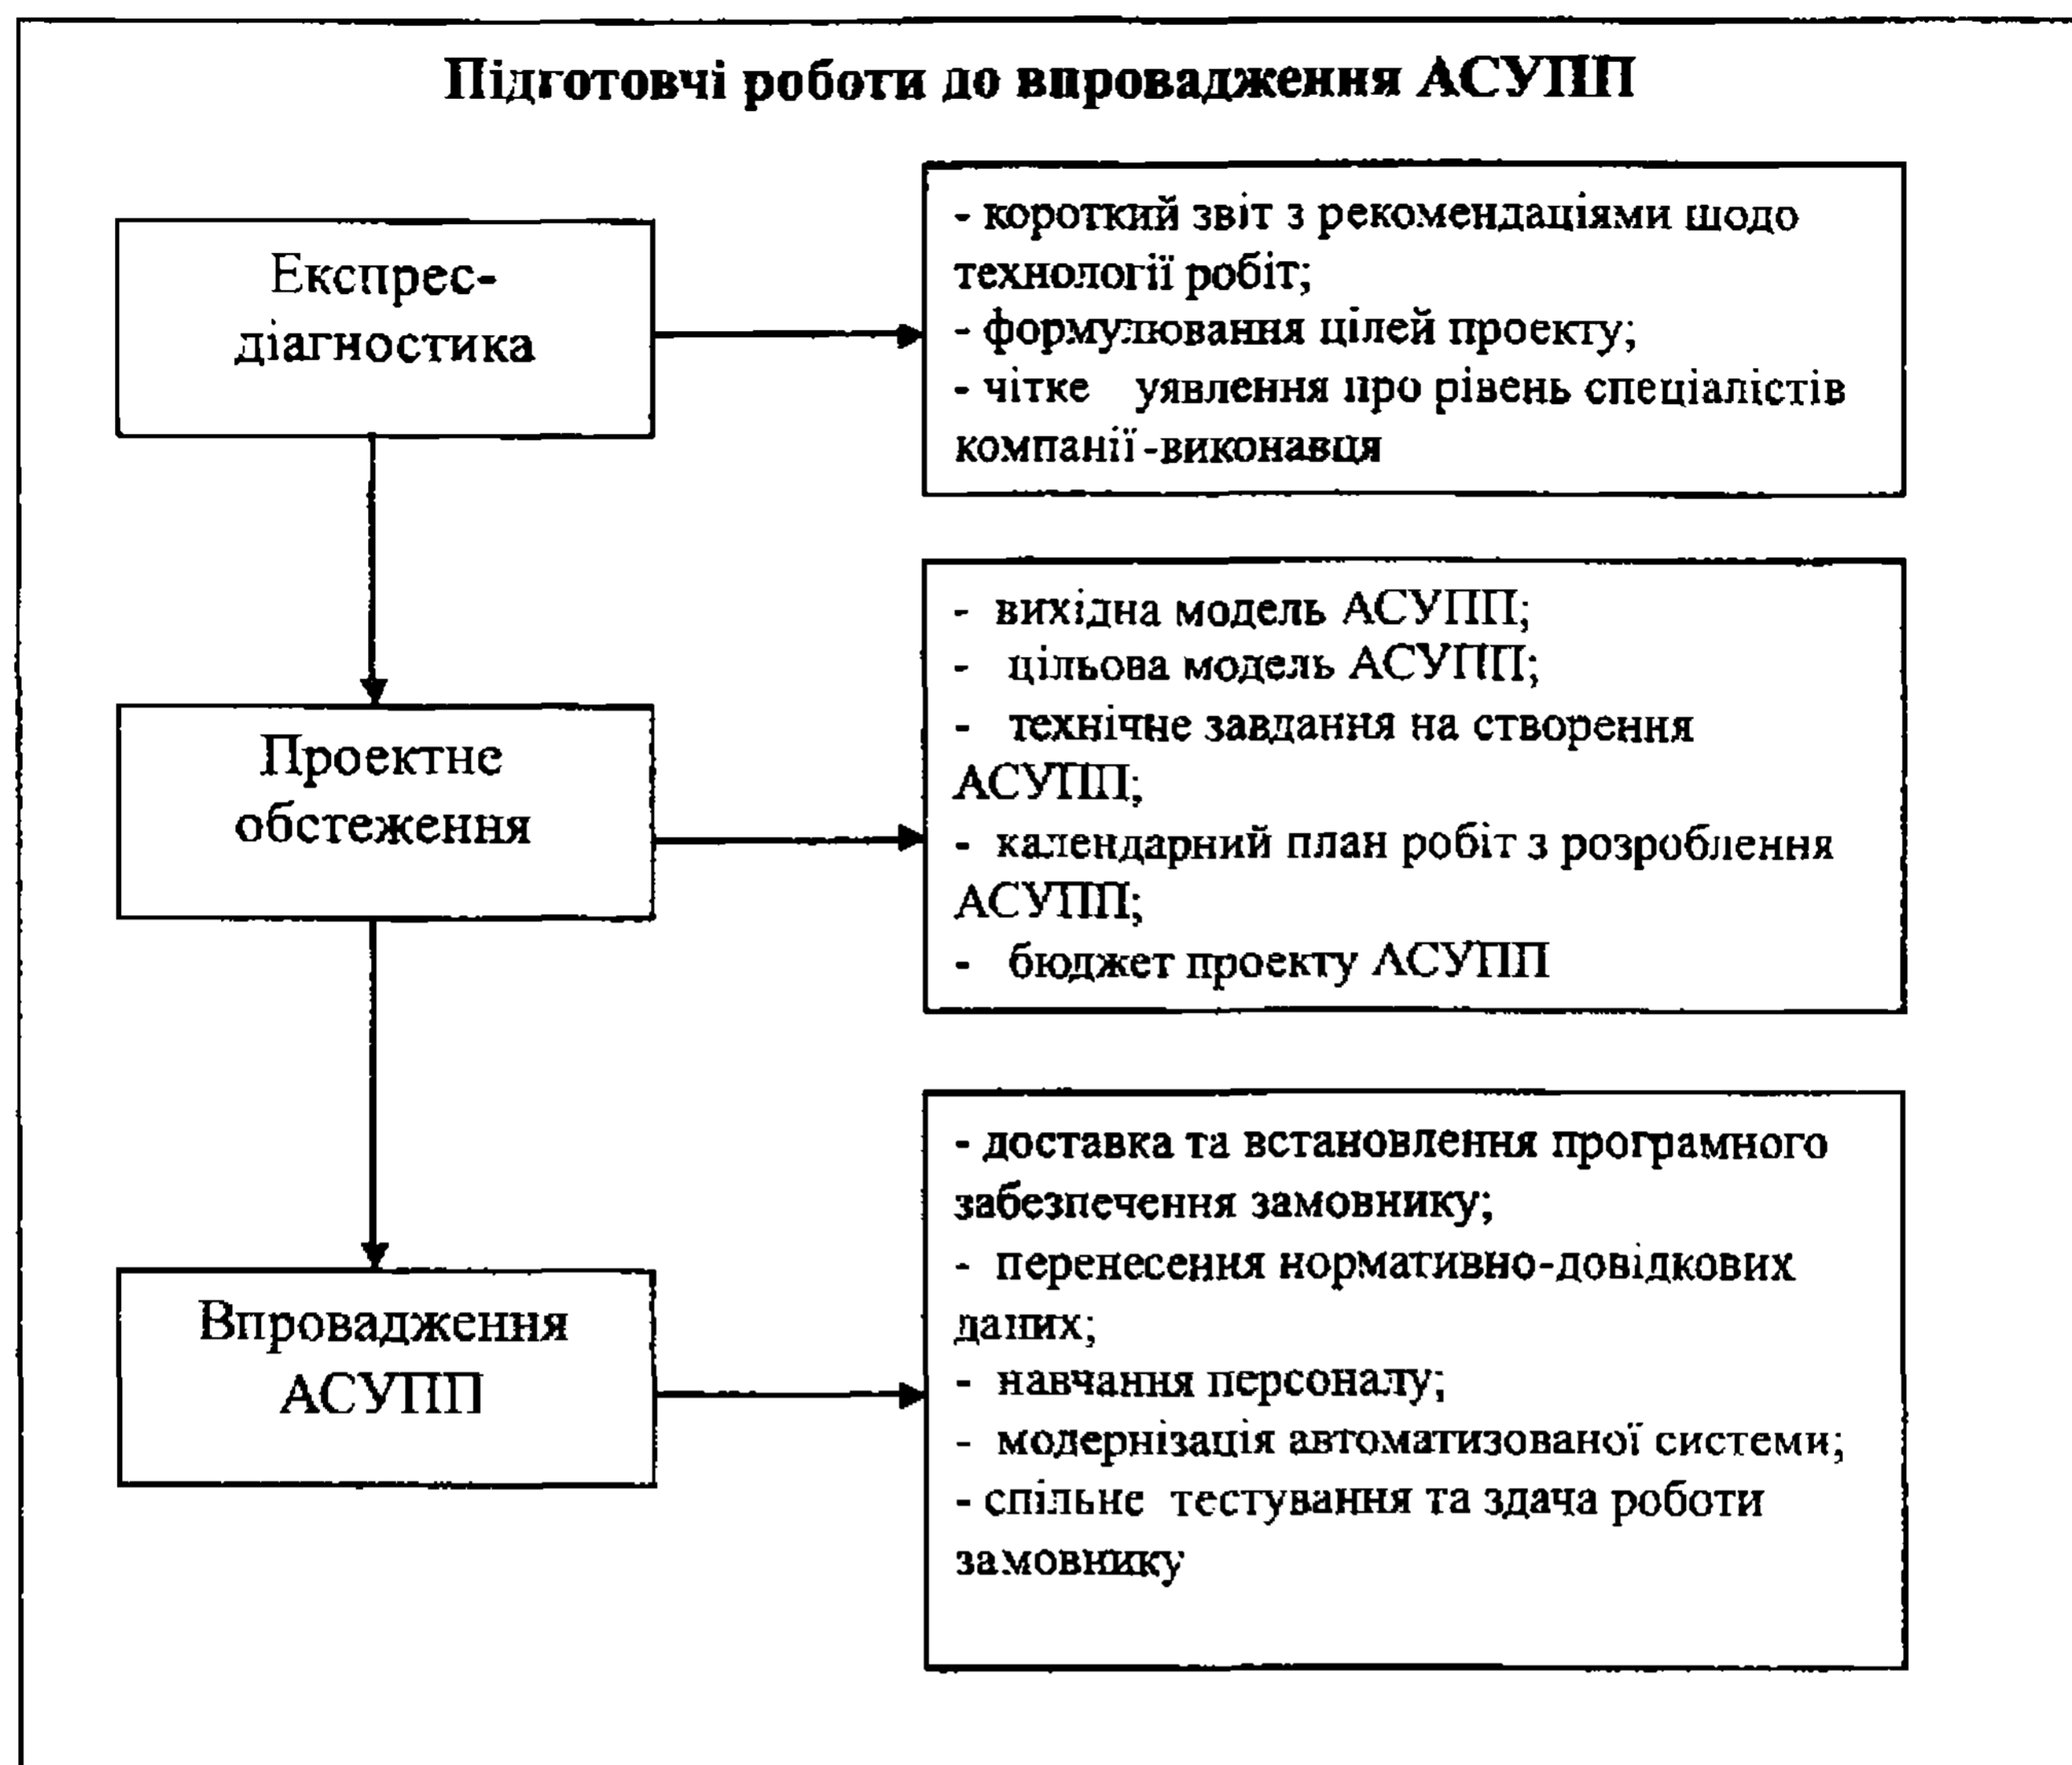 Підготовчі роботи до впровадження АСУПП
Експрес-
діагностика
- короткий звіт з рекомендаціями щодо
технології робіт;
- формулювання цілей проекту;
- чітке уявлення про рівень спеціалістів
компанії-виконавця
Проектне
обстеження
- вихідна модель АСУПП;
- цільова модель АСУПП;
- технічне завдання на створення
АСУПП;
- календарний план робіт з розроблення
АСУПП;
- бюджет проекту АСУПП
Впровадження
АСУПП
- доставка та встановлення програмного
забезпечення замовнику;
- перенесення нормативно-довідкових
даних;
- навчання персоналу;
- модернізація автоматизованої системи;
- спільне тестування та здача роботи
замовнику